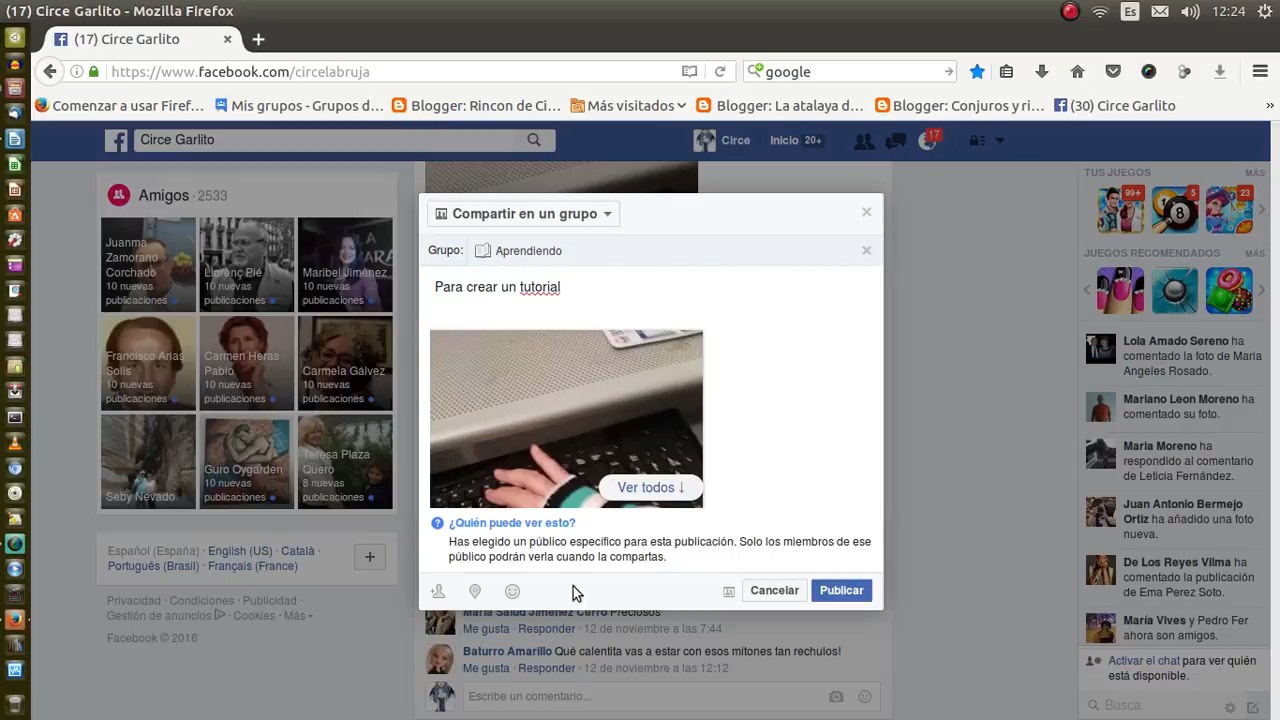 (17) Circe Garlito - Mozilla Firefox
Es
12:24
(17) Circe Garlito
https://www.facebook.com/circelabruja
google
Comenzar a usar Firef...
Mis grupos - Grupos d...
Blogger: Rincon de Ci...
Más visitados
Blogger: La atalaya d...
Blogger: Conjuros y ri...
(30) Circe Garlito
Circe Garlito
Circe
Inicio 20+
17
Amigos · 2533
Juanma
Zamorano
Corchado
10 nuevas
publicaciones
Llorenç Pié
10 nuevas
publicaciones
Maribel Jiménez
10 nuevas
publicaciones
Francisco Arias
Solis
10 nuevas
publicaciones
Carmen Heras
Pablo
10 nuevas
publicaciones
Carmela Gálvez
10 nuevas
publicaciones
Seby Nevado
Guro Oygarden
10 nuevas
publicaciones
Teresa Plaza
Quero
8 nuevas
publicaciones
Español (España) · English (US) · Català ·
Português (Brasil) · Français (France)
Privacidad · Condiciones · Publicidad ·
Gestión de anuncios · Cookies · Más
Facebook © 2016
Compartir en un grupo
Grupo:
Aprendiendo
Para crear un tutorial
Ver todos ↓
¿Quién puede ver esto?
Has elegido un público específico para esta publicación. Solo los miembros de ese
público podrán verla cuando la compartas.
Cancelar
Publicar
Maria Salud Jiménez Cerro Preciosos
Me gusta · Responder · 12 de noviembre a las 7:44
Baturro Amarillo Qué calentita vas a estar con esos mitones tan rechulos!
Me gusta · Responder · 12 de noviembre a las 12:12
Escribe un comentario...
TUS JUEGOS
MÁS
99+
5
23
JUEGOS RECOMENDADOS
MÁS
Lola Amado Sereno ha
comentado la foto de Maria
Angeles Rosado.
Mariano Leon Moreno ha
comentado su foto.
Maria Moreno ha
respondido al comentario
de Leticia Fernández.
Juan Antonio Bermejo
Ortiz ha añadido una foto
nueva.
De Los Reyes Vilma ha
comentado la publicación
de Ema Perez Soto.
María Vives y Pedro Fer
ahora son amigos.
Activar el chat para ver quién
está disponible.
Busca